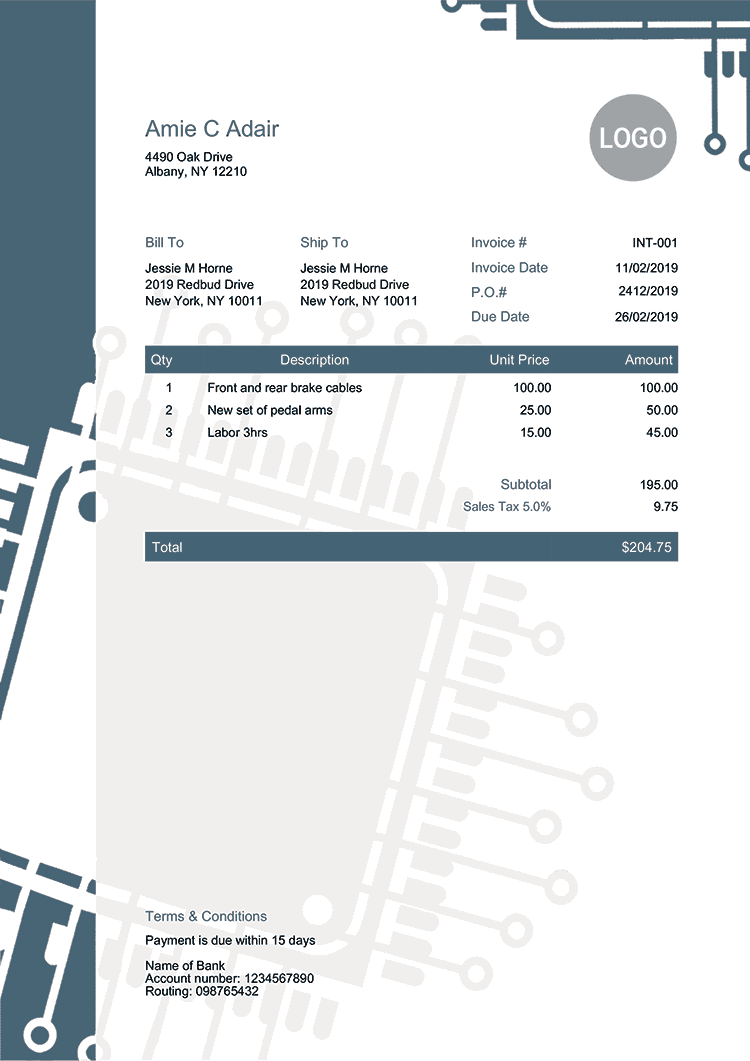 Amie C Adair
4490 Oak Drive
Albany, NY 12210
LOGO
Bill To
Jessie M Horne
2019 Redbud Drive
New York, NY 10011
Ship To
Jessie M Horne
2019 Redbud Drive
New York, NY 10011
Invoice # INT-001
Invoice Date 11/02/2019
P.O.# 2412/2019
Due Date 26/02/2019
Qty Description Unit Price Amount
1 Front and rear brake cables 100.00 100.00
2 New set of pedal arms 25.00 50.00
3 Labor 3hrs 15.00 45.00
Subtotal 195.00
Sales Tax 5.0% 9.75
Total $204.75
Terms & Conditions
Payment is due within 15 days
Name of Bank
Account number: 1234567890
Routing: 098765432